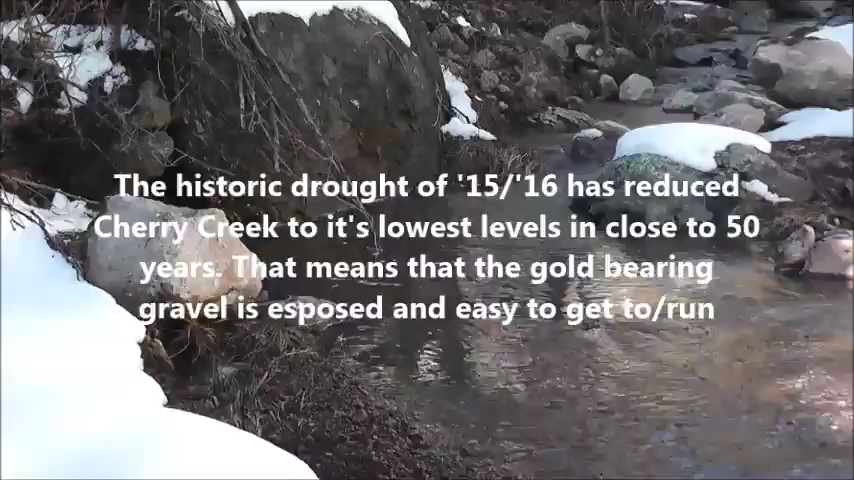 The historic drought of '15/'16 has reduced
Cherry Creek to it's lowest levels in close to 50
years. That means that the gold bearing
gravel is esposed and easy to get to/run